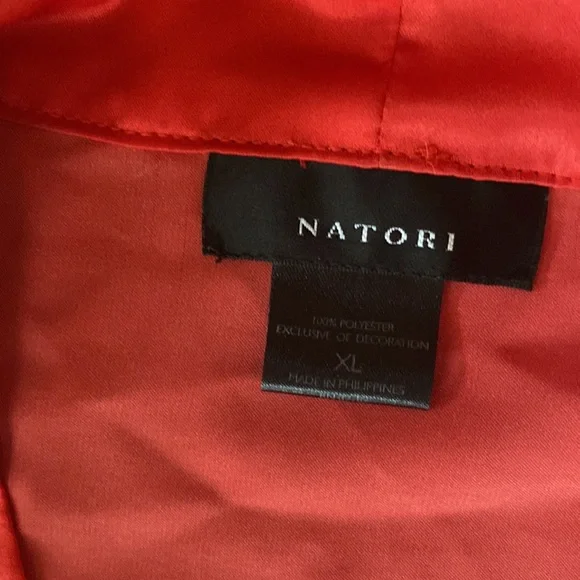 NATORI
100% POLYESTER
EXCLUSIVE OF DECORATION
XL
MADE IN PHILIPPINES